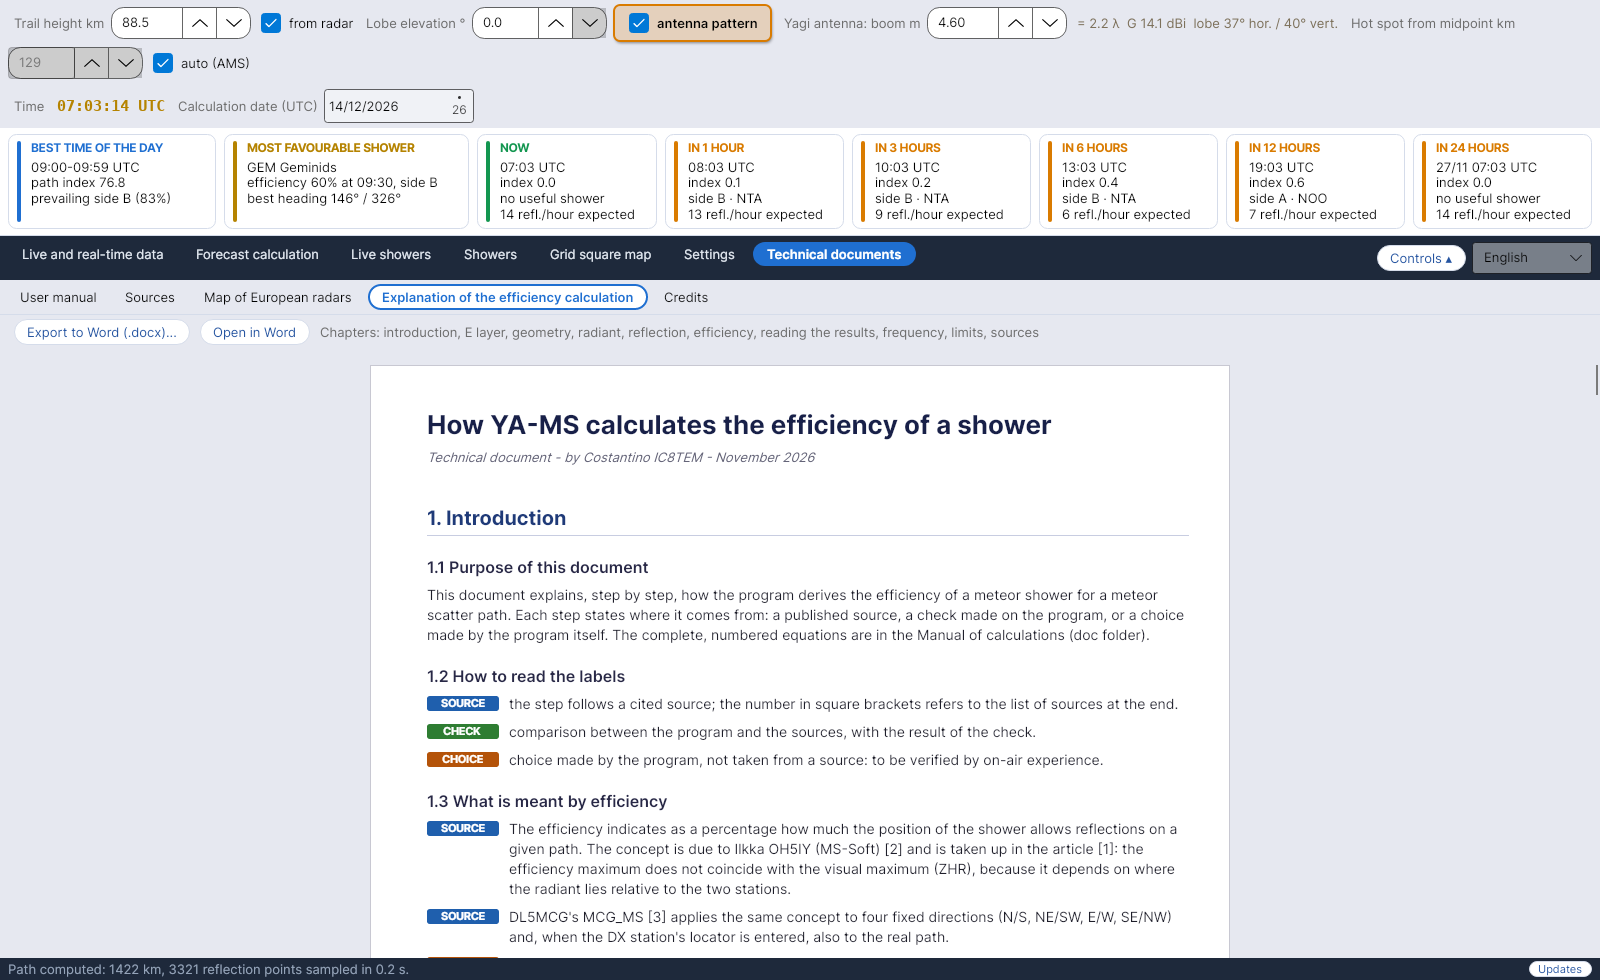 Trail height km 88.5 from radar Lobe elevation ° 0.0 antenna pattern Yagi antenna: boom m 4.60 = 2.2 λ G 14.1 dBi lobe 37° hor. / 40° vert. Hot spot from midpoint km
129 auto (AMS)
Time 07:03:14 UTC Calculation date (UTC) 14/12/2026 26
BEST TIME OF THE DAY
09:00-09:59 UTC
path index 76.8
prevailing side B (83%)
MOST FAVOURABLE SHOWER
GEM Geminids
efficiency 60% at 09:30, side B
best heading 146° / 326°
NOW
07:03 UTC
index 0.0
no useful shower
14 refl./hour expected
IN 1 HOUR
08:03 UTC
index 0.1
side B · NTA
13 refl./hour expected
IN 3 HOURS
10:03 UTC
index 0.2
side B · NTA
9 refl./hour expected
IN 6 HOURS
13:03 UTC
index 0.4
side B · NTA
6 refl./hour expected
IN 12 HOURS
19:03 UTC
index 0.6
side A · NOO
7 refl./hour expected
IN 24 HOURS
27/11 07:03 UTC
index 0.0
no useful shower
14 refl./hour expected
Live and real-time data Forecast calculation Live showers Showers Grid square map Settings Technical documents Controls ▴ English
User manual Sources Map of European radars Explanation of the efficiency calculation Credits
Export to Word (.docx)... Open in Word Chapters: introduction, E layer, geometry, radiant, reflection, efficiency, reading the results, frequency, limits, sources
How YA-MS calculates the efficiency of a shower
Technical document - by Costantino IC8TEM - November 2026
1. Introduction
1.1 Purpose of this document
This document explains, step by step, how the program derives the efficiency of a meteor shower for a meteor
scatter path. Each step states where it comes from: a published source, a check made on the program, or a choice
made by the program itself. The complete, numbered equations are in the Manual of calculations (doc folder).
1.2 How to read the labels
SOURCE the step follows a cited source; the number in square brackets refers to the list of sources at the end.
CHECK comparison between the program and the sources, with the result of the check.
CHOICE choice made by the program, not taken from a source: to be verified by on-air experience.
1.3 What is meant by efficiency
SOURCE The efficiency indicates as a percentage how much the position of the shower allows reflections on a
given path. The concept is due to Ilkka OH5IY (MS-Soft) [2] and is taken up in the article [1]: the
efficiency maximum does not coincide with the visual maximum (ZHR), because it depends on where
the radiant lies relative to the two stations.
SOURCE DL5MCG's MCG_MS [3] applies the same concept to four fixed directions (N/S, NE/SW, E/W, SE/NW)
and, when the DX station's locator is entered, also to the real path.
Path computed: 1422 km, 3321 reflection points sampled in 0.2 s. Updates